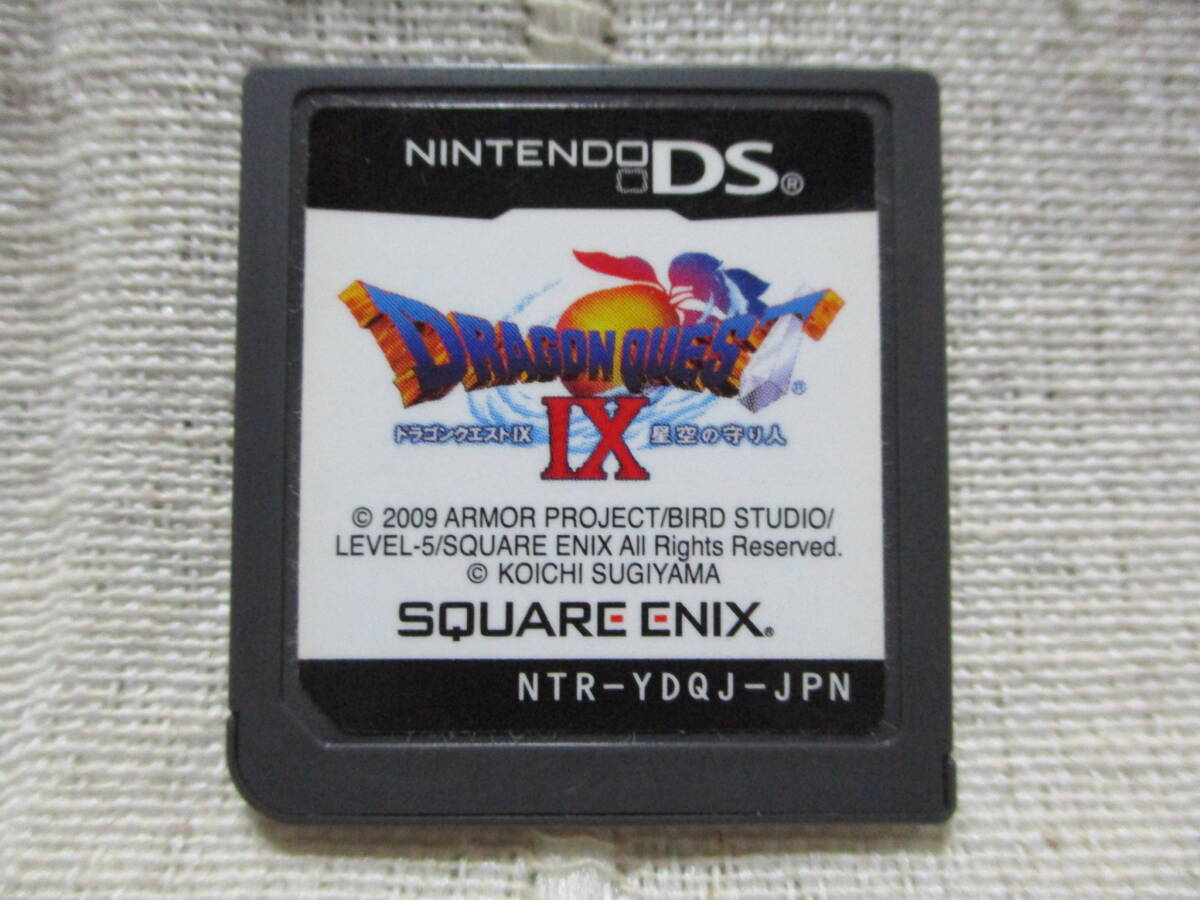 NINTENDO DS®
DRAGON QUEST®
IX
ドラゴンクエストIX 星空の守り人
© 2009 ARMOR PROJECT/BIRD STUDIO/
LEVEL-5/SQUARE ENIX All Rights Reserved.
© KOICHI SUGIYAMA
SQUARE ENIX®
NTR-YDQJ-JPN